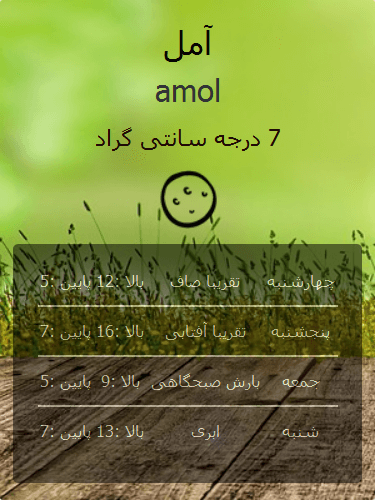 آمل
amol
7 درجه سانتی گراد
چهارشنبه تقریبا صاف بالا :12 پایین :5
پنجشنبه تقریبا آفتابی بالا :16 پایین :7
جمعه بارش صبحگاهی بالا :9 پایین :5
شنبه ابری بالا :13 پایین :7